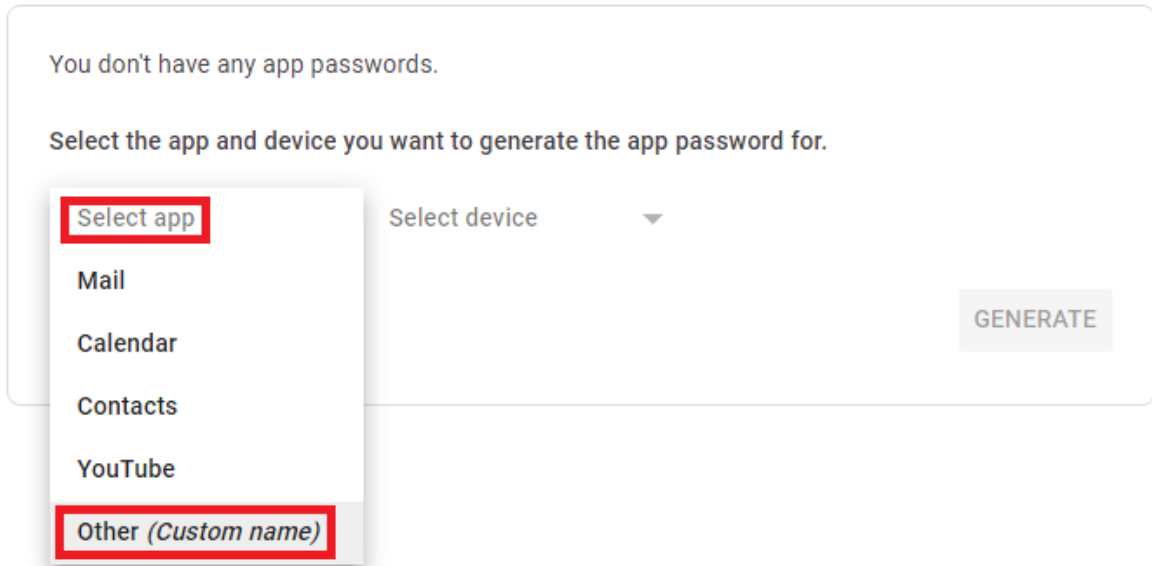 You don't have any app passwords.
Select the app and device you want to generate the app password for.
Select app
Select device
Mail
GENERATE
Calendar
Contacts
YouTube
Other (Custom name)